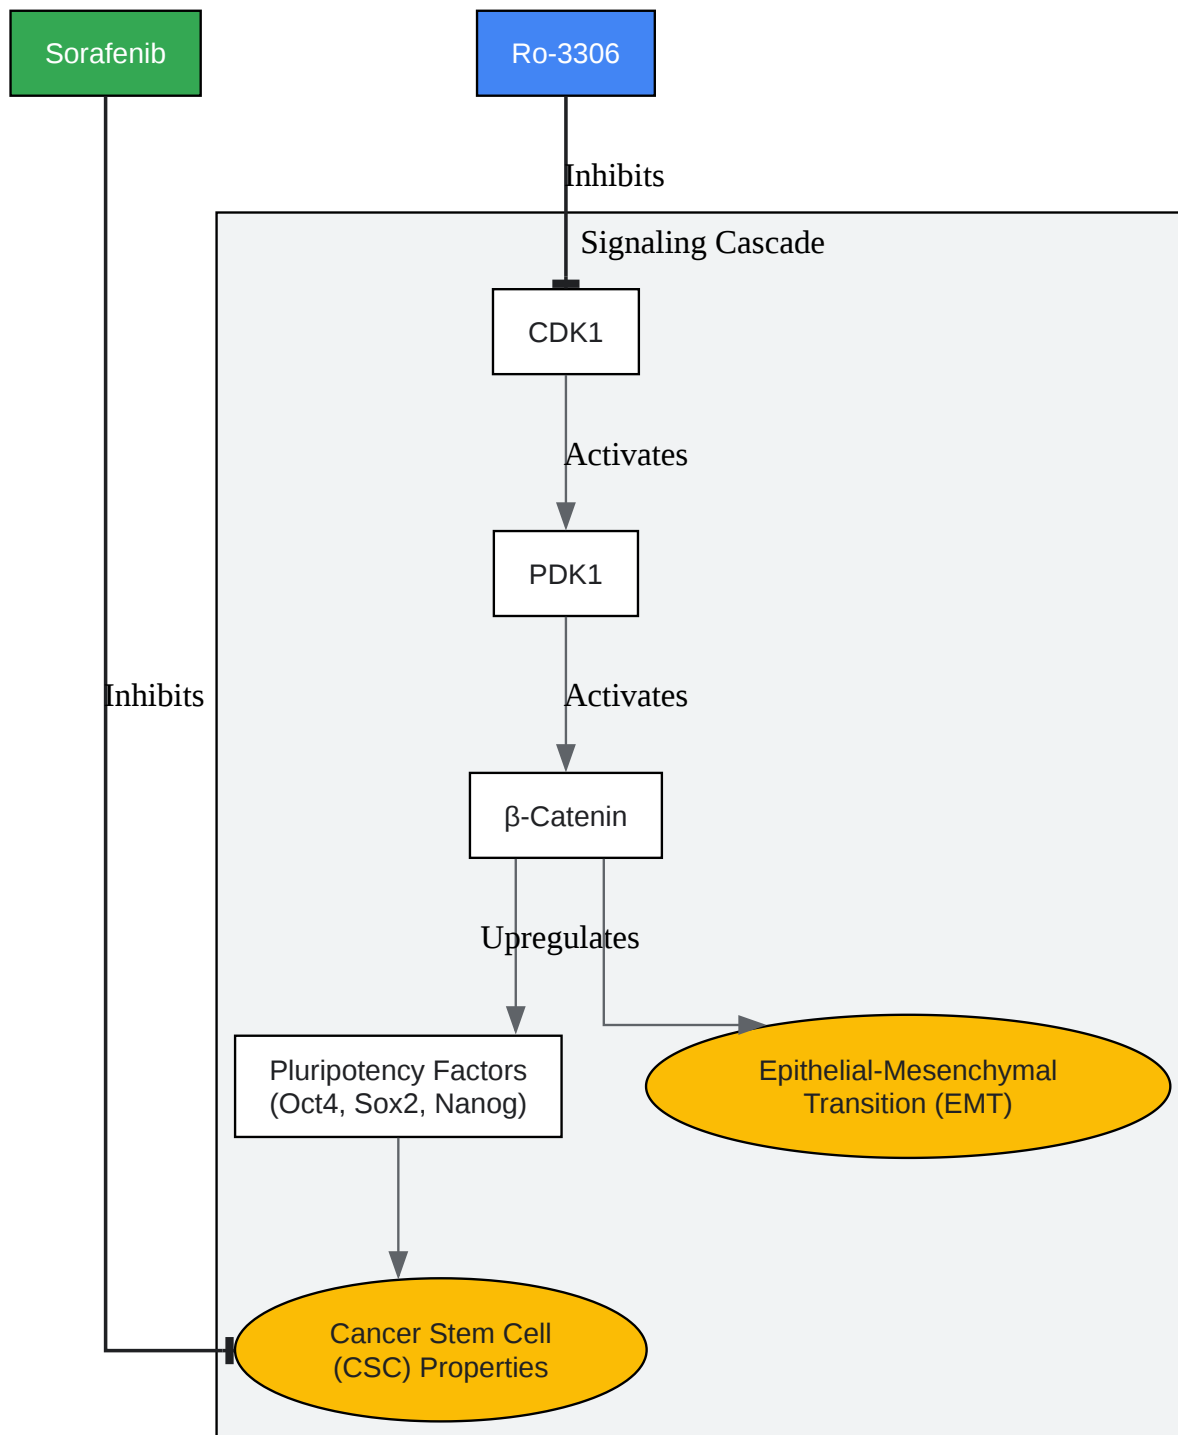 Sorafenib
Ro-3306
Inhibits
Signaling Cascade
CDK1
Activates
PDK1
Inhibits
Activates
β-Catenin
Upregulates
Pluripotency Factors
(Oct4, Sox2, Nanog)
Epithelial-Mesenchymal
Transition (EMT)
Cancer Stem Cell
(CSC) Properties